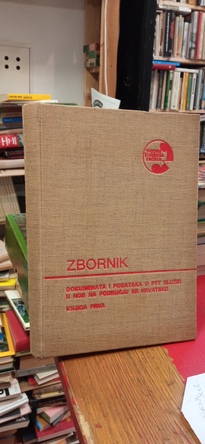 ZBORNIK
DOKUMENATA I PODATAKA O PTT SLUŽBI
U NOB NA PODRUČJU SR HRVATSKE
KNJIGA PRVA